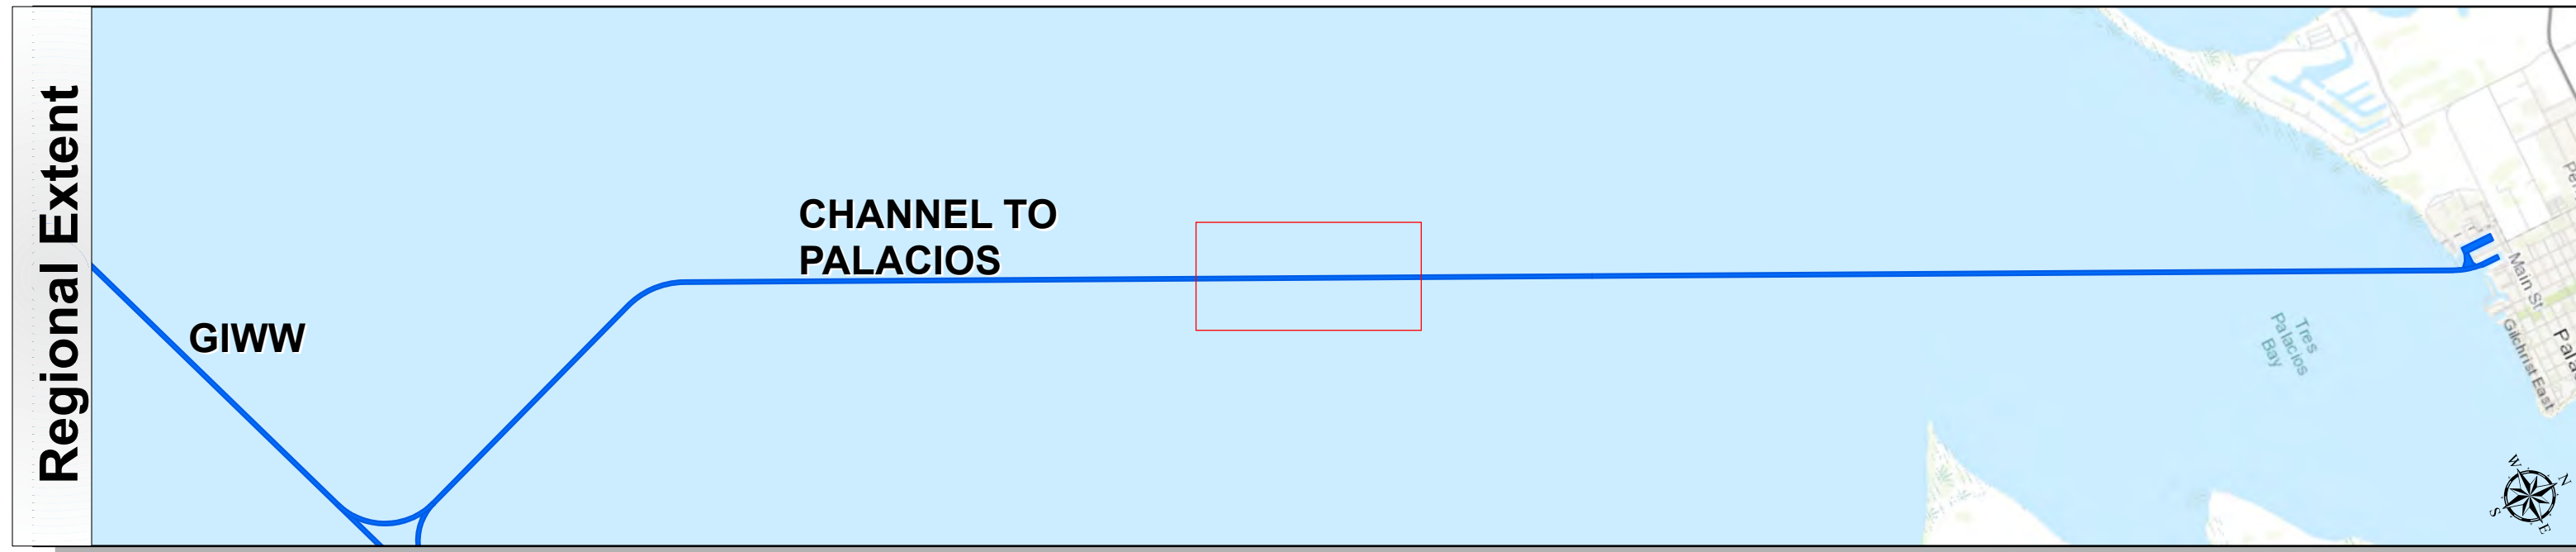 Regional Extent
CHANNEL TO
PALACIOS
GIWW
Main St
Gilchrist East
Tres
Palacios
Bay
W
N
S
E